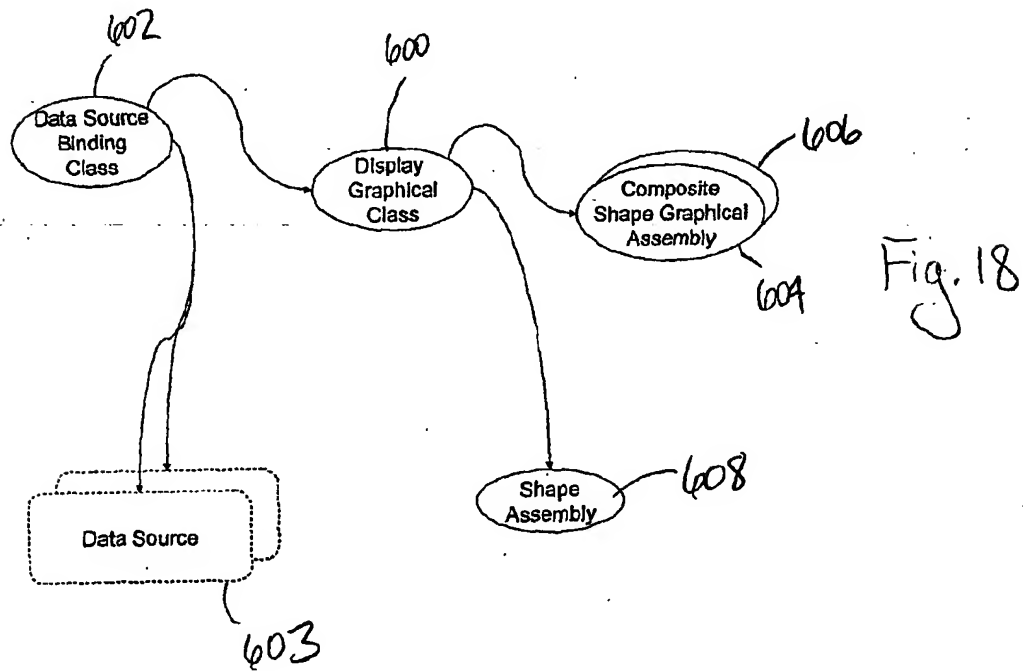 602
600
Data Source
Binding
Class
Display
Graphical
Class
606
Composite
Shape Graphical
Assembly
604
Fig. 18
Shape
Assembly
608
Data Source
603